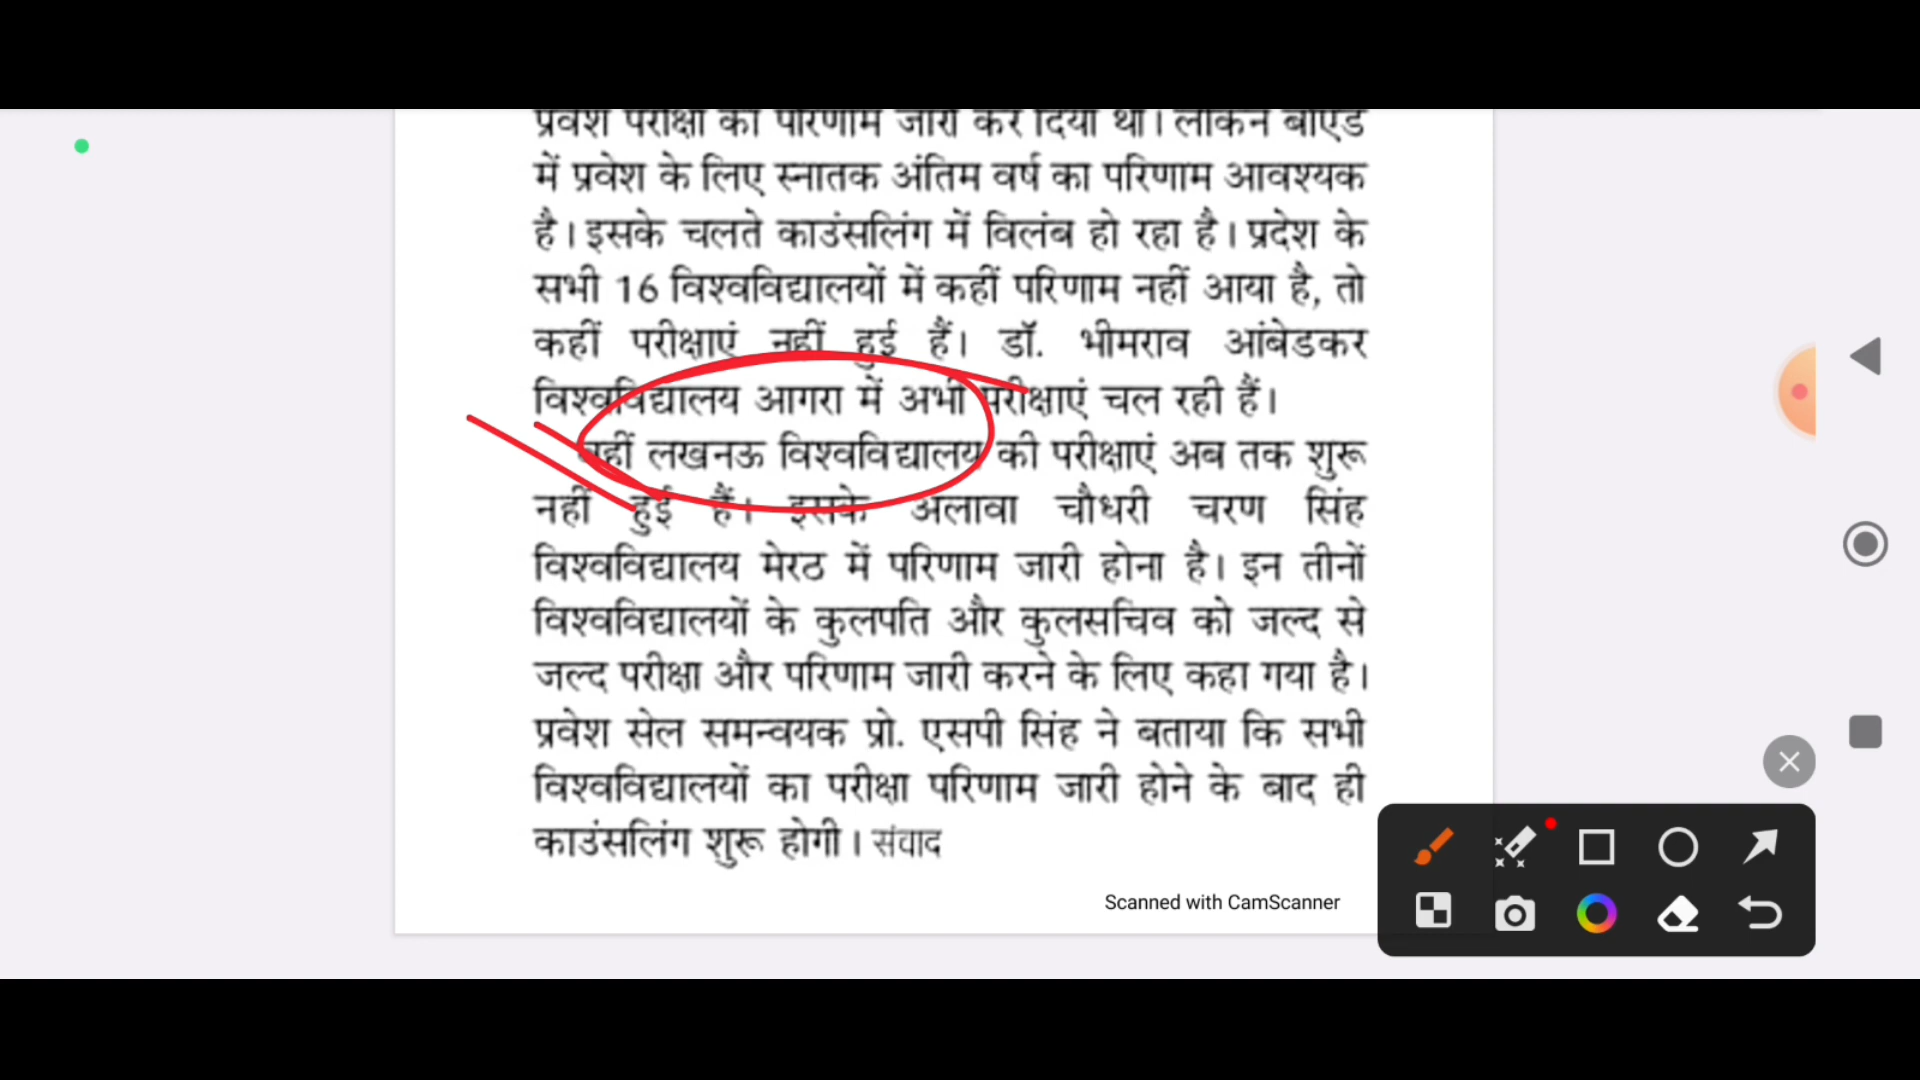 प्रवेश परीक्षा का परिणाम जारी कर दिया था। लेकिन बीएड
में प्रवेश के लिए स्नातक अंतिम वर्ष का परिणाम आवश्यक
है। इसके चलते काउंसलिंग में विलंब हो रहा है। प्रदेश के
सभी 16 विश्वविद्यालयों में कहीं परिणाम नहीं आया है, तो
कहीं परीक्षाएं नहीं हुई हैं। डॉ. भीमराव आंबेडकर
विश्वविद्यालय आगरा में अभी परीक्षाएं चल रही हैं।
वहीं लखनऊ विश्वविद्यालय की परीक्षाएं अब तक शुरू
नहीं हुई हैं। इसके अलावा चौधरी चरण सिंह
विश्वविद्यालय मेरठ में परिणाम जारी होना है। इन तीनों
विश्वविद्यालयों के कुलपति और कुलसचिव को जल्द से
जल्द परीक्षा और परिणाम जारी करने के लिए कहा गया है।
प्रवेश सेल समन्वयक प्रो. एसपी सिंह ने बताया कि सभी
विश्वविद्यालयों का परीक्षा परिणाम जारी होने के बाद ही
काउंसलिंग शुरू होगी। संवाद
Scanned with CamScanner